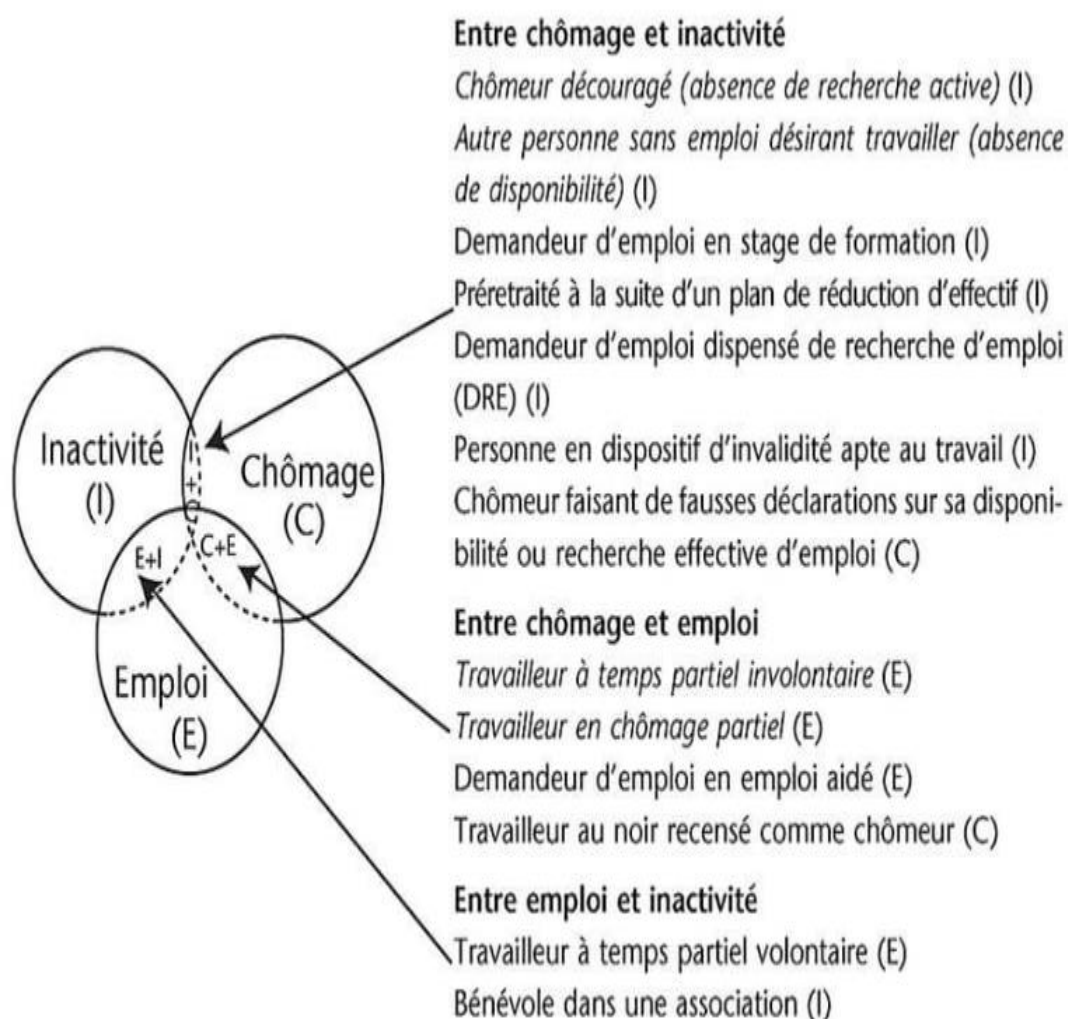 Entre chômage et inactivité
Chômeur découragé (absence de recherche active) (I)
Autre personne sans emploi désirant travailler (absence
de disponibilité) (I)
Demandeur d'emploi en stage de formation (I)
Préretraité à la suite d'un plan de réduction d'effectif (I)
Demandeur d'emploi dispensé de recherche d'emploi
(DRE) (I)
Personne en dispositif d'invalidité apte au travail (I)
Chômeur faisant de fausses déclarations sur sa disponi-
bilité ou recherche effective d'emploi (C)
Entre chômage et emploi
Travailleur à temps partiel involontaire (E)
Travailleur en chômage partiel (E)
Demandeur d'emploi en emploi aidé (E)
Travailleur au noir recensé comme chômeur (C)
Entre emploi et inactivité
Travailleur à temps partiel volontaire (E)
Bénévole dans une association (I)
Inactivité
(I)
I
+
C
Chômage
(C)
E+I
C+E
Emploi
(E)